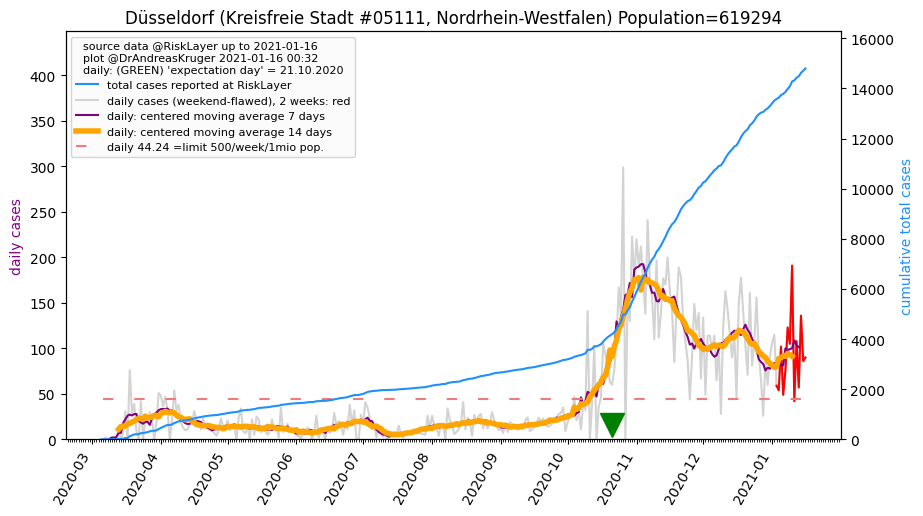 Düsseldorf (Kreisfreie Stadt #05111, Nordrhein-Westfalen) Population=619294
source data @RiskLayer up to 2021-01-16
plot @DrAndreasKruger 2021-01-16 00:32
daily: (GREEN) 'expectation day' = 21.10.2020
total cases reported at RiskLayer
daily cases (weekend-flawed), 2 weeks: red
daily: centered moving average 7 days
daily: centered moving average 14 days
daily 44.24 =limit 500/week/1mio pop.
daily cases
400
350
300
250
200
150
100
50
0
cumulative total cases
16000
14000
12000
10000
8000
6000
4000
2000
0
2020-03
2020-04
2020-05
2020-06
2020-07
2020-08
2020-09
2020-10
2020-11
2020-12
2021-01